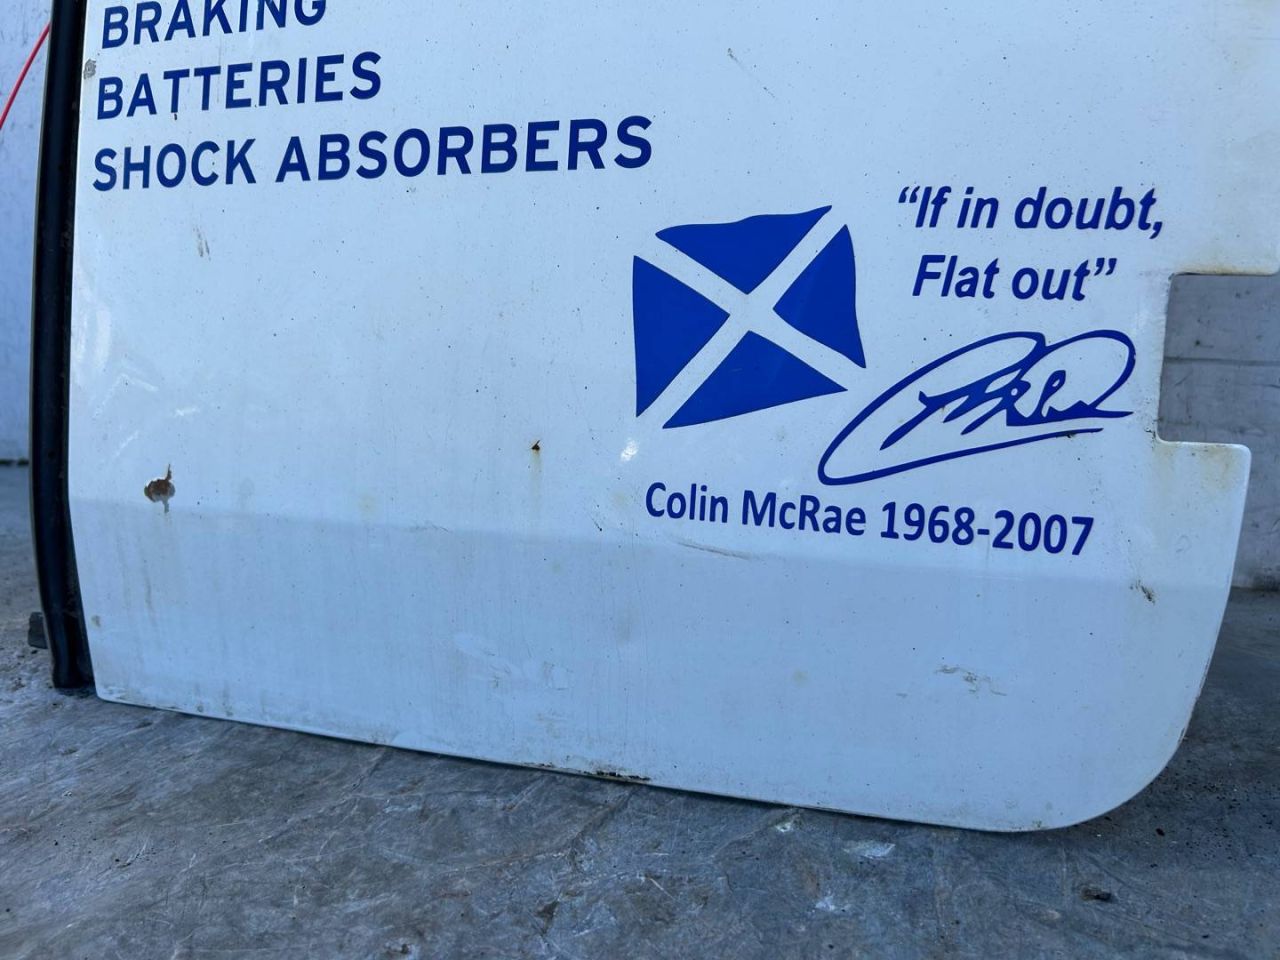 BRAKING
BATTERIES
SHOCK ABSORBERS
“If in doubt,
Flat out”
Colin McRae 1968-2007